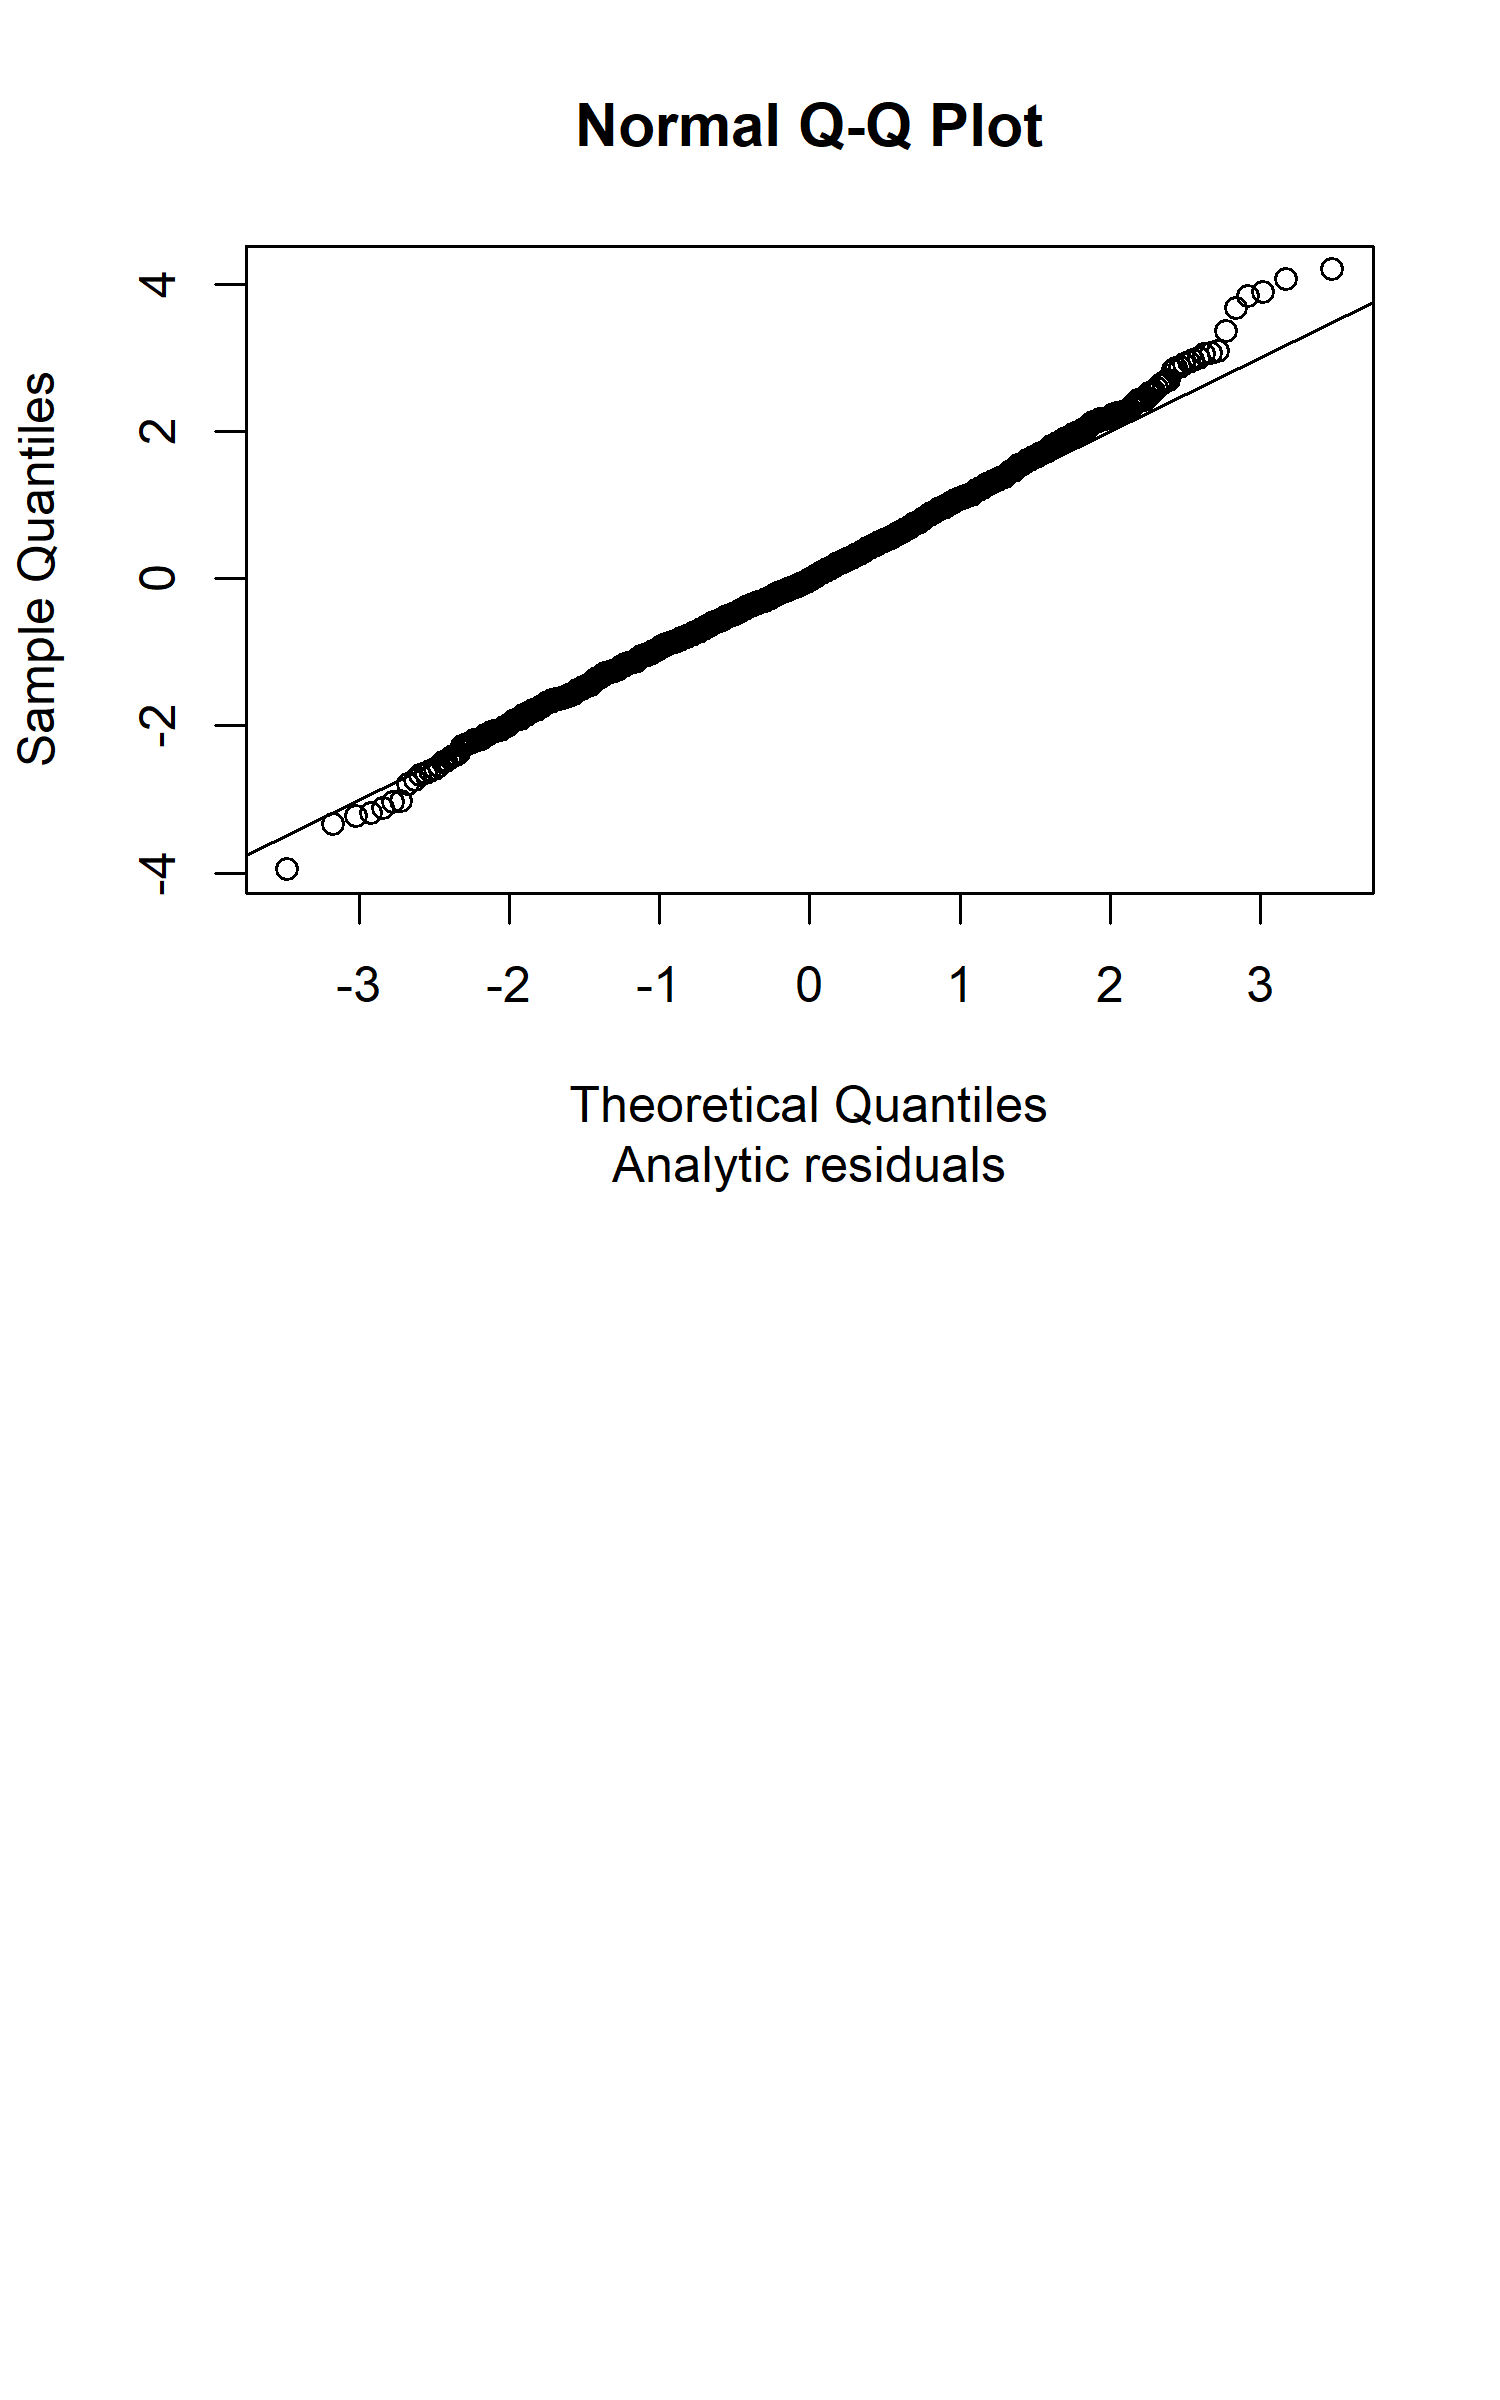 Normal Q-Q Plot
Sample Quantiles
4
2
0
-2
-4
-3 -2 -1 0 1 2 3
Theoretical Quantiles
Analytic residuals